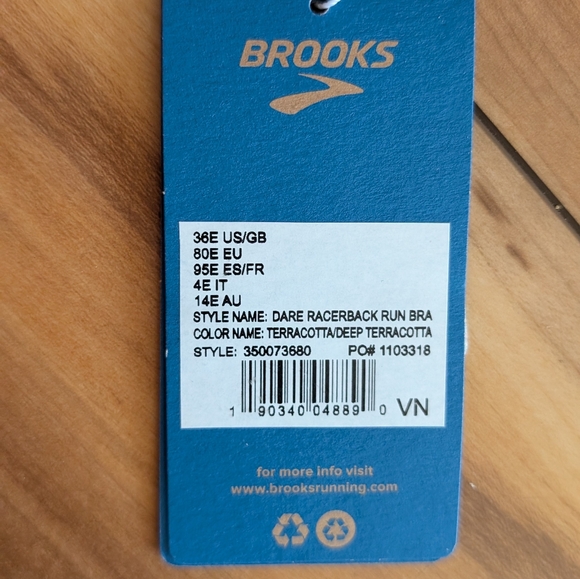 BROOKS
36E US/GB
80E EU
95E ES/FR
4E IT
14E AU
STYLE NAME: DARE RACERBACK RUN BRA
COLOR NAME: TERRACOTTA/DEEP TERRACOTTA
STYLE: 350073680 PO# 1103318
1 90340 04889 0 VN
for more info visit
www.brooksrunning.com